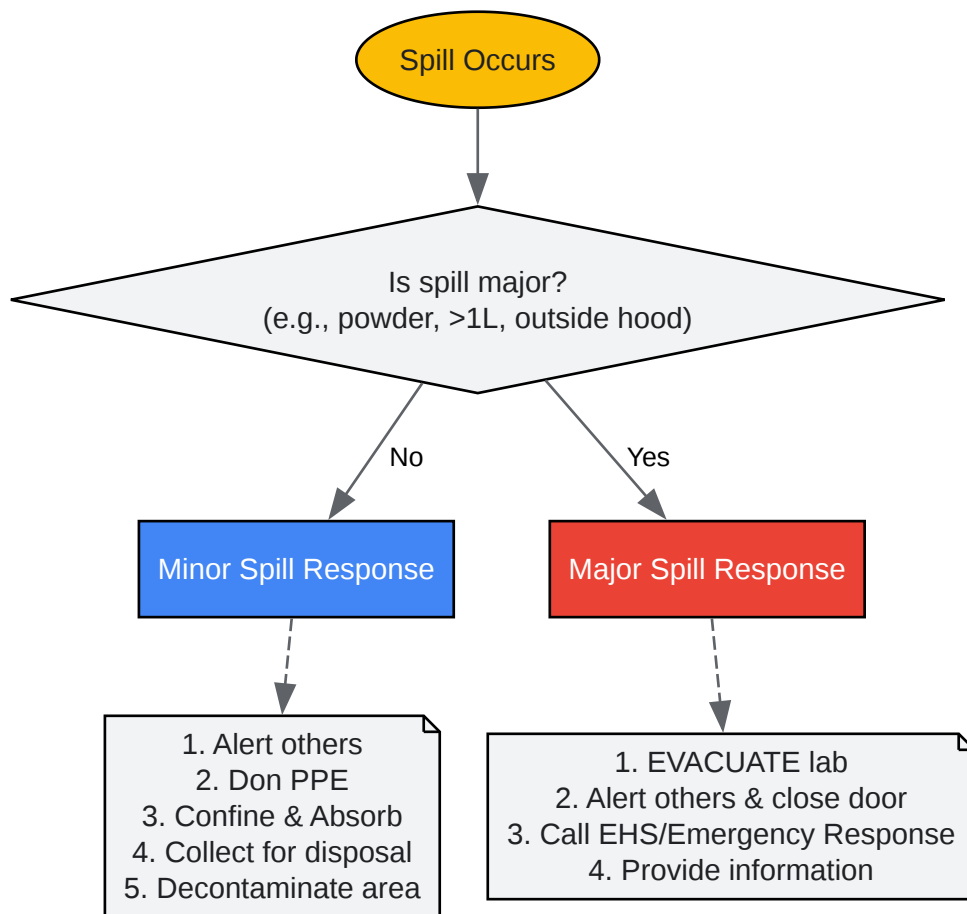 Spill Occurs
Is spill major?
(e.g., powder, >1L, outside hood)
No
Yes
Minor Spill Response
Major Spill Response
1. Alert others
2. Don PPE
3. Confine & Absorb
4. Collect for disposal
5. Decontaminate area
1. EVACUATE lab
2. Alert others & close door
3. Call EHS/Emergency Response
4. Provide information